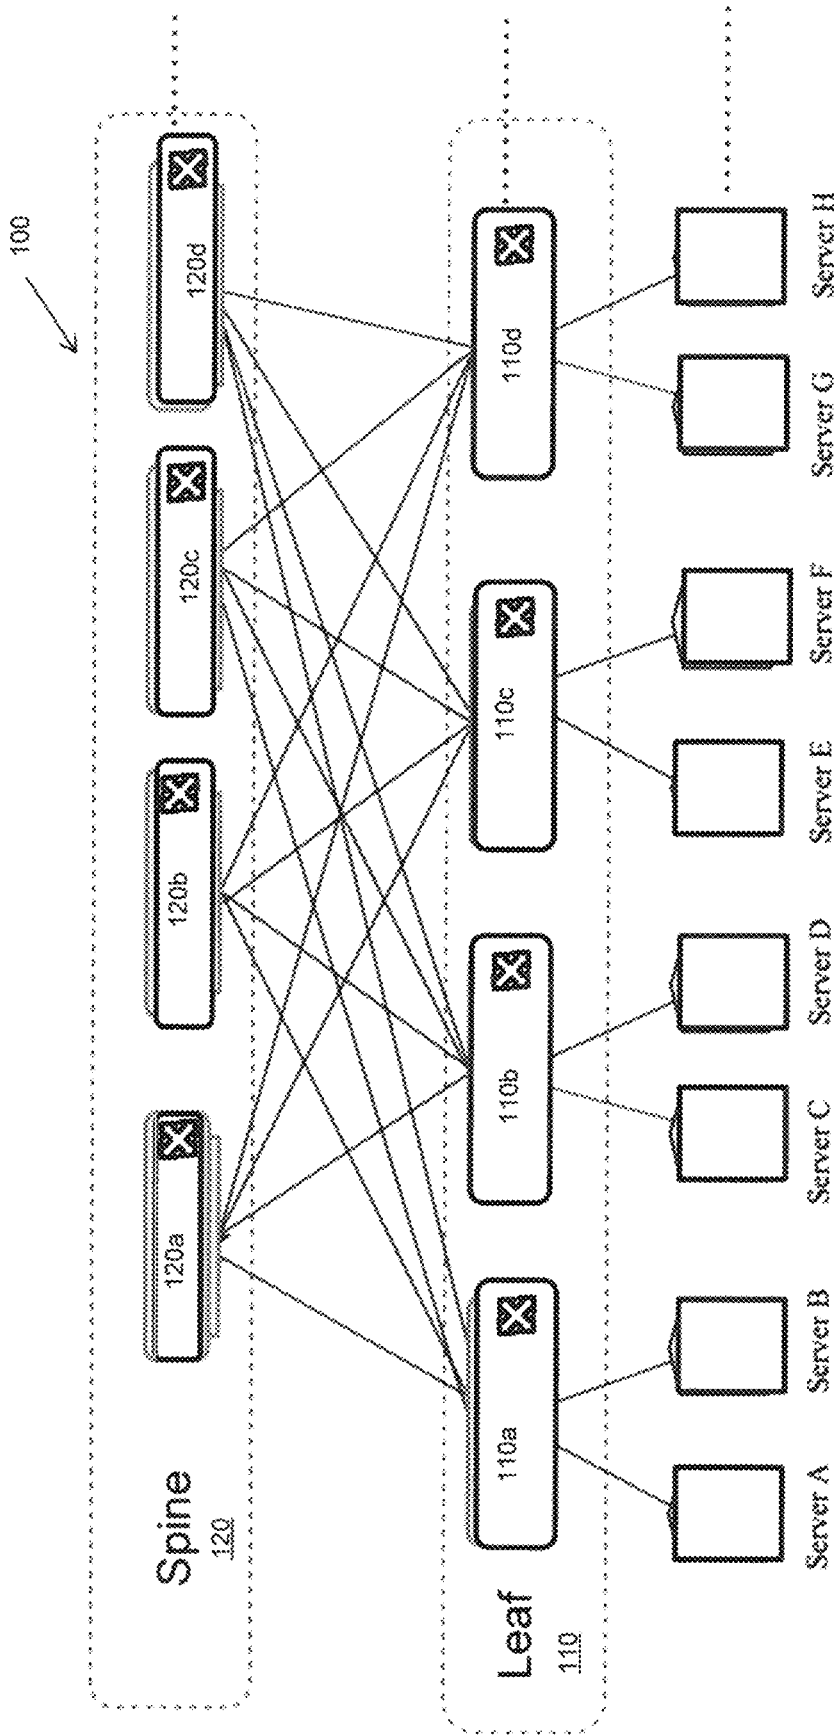 100
Spine
120
120a
120b
120c
120d
Leaf
110
110a
110b
110c
110d
Server A
Server B
Server C
Server D
Server E
Server F
Server G
Server H